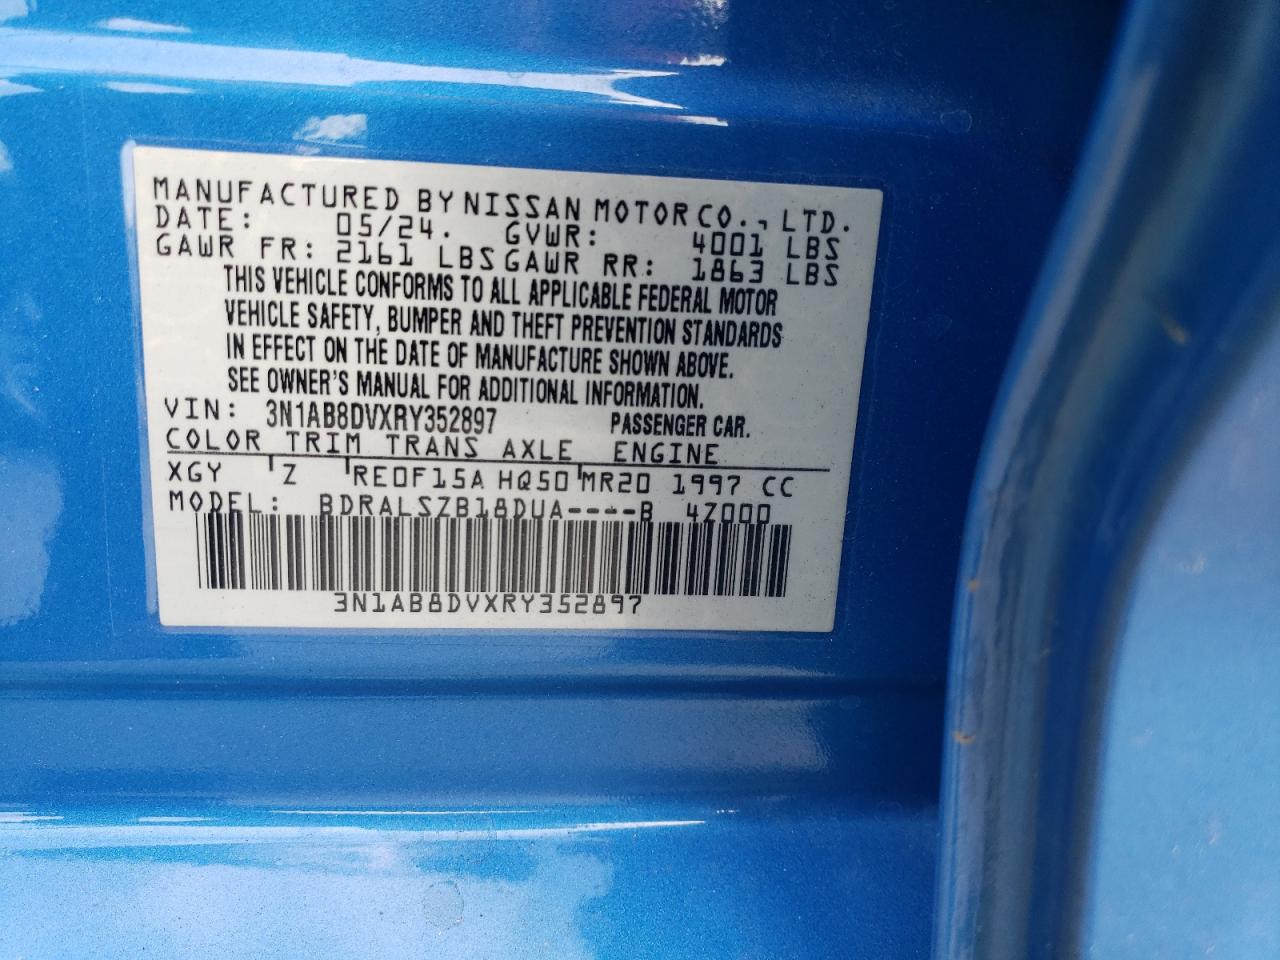 MANUFACTURED BY NISSAN MOTOR CO., LTD.
DATE: 05/24. GVWR: 4001 LBS
GAWR FR: 2161 LBS GAWR RR: 1863 LBS
THIS VEHICLE CONFORMS TO ALL APPLICABLE FEDERAL MOTOR
VEHICLE SAFETY, BUMPER AND THEFT PREVENTION STANDARDS
IN EFFECT ON THE DATE OF MANUFACTURE SHOWN ABOVE.
SEE OWNER'S MANUAL FOR ADDITIONAL INFORMATION.
VIN: 3N1AB8DVXRY352897 PASSENGER CAR.
COLOR TRIM TRANS AXLE ENGINE
XGY Z RE0F15A HQ50 MR20 1997 CC
MODEL: BDRALSZB18DUA----B 4Z000
3N1AB8DVXRY352897